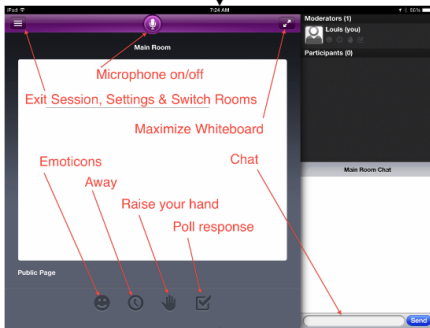 iPad
7:24 AM
56%
Moderators (1)
Louis (you)
Participants (0)
Main Room
Microphone on/off
Exit Session, Settings & Switch Rooms
Maximize Whiteboard
Emoticons
Chat
Away
Main Room Chat
Raise your hand
Poll response
Public Page
Send